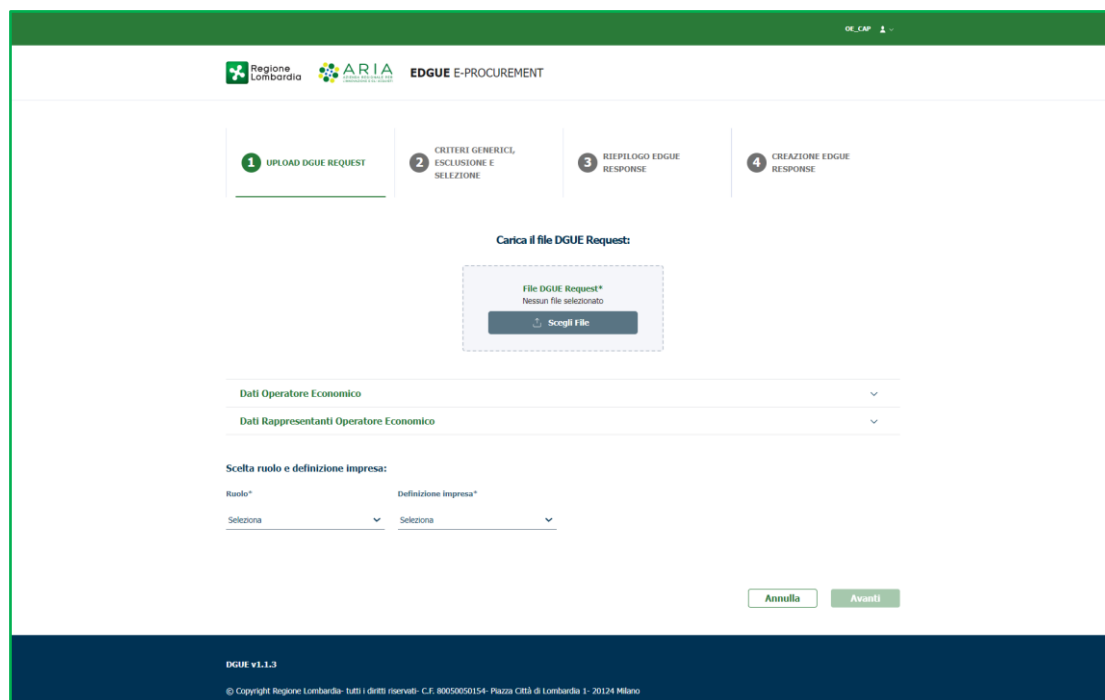 OE_CAP
Regione
Lombardia
ARIA
EDGUE E-PROCUREMENT
1 UPLOAD DGUE REQUEST
2 CRITERI GENERICI,
ESCLUSIONE E
SELEZIONE
3 RIEPILOGO EDGUE
RESPONSE
4 CREAZIONE EDGUE
RESPONSE
Carica il file DGUE Request:
File DGUE Request*
Nessun file selezionato
Scegli File
Dati Operatore Economico
Dati Rappresentanti Operatore Economico
Scelta ruolo e definizione impresa:
Ruolo* Definizione impresa*
Seleziona Seleziona
Annulla Avanti
DGUE v1.1.3
© Copyright Regione Lombardia- tutti i diritti riservati- C.F. 80050050154- Piazza Città di Lombardia 1- 20124 Milano